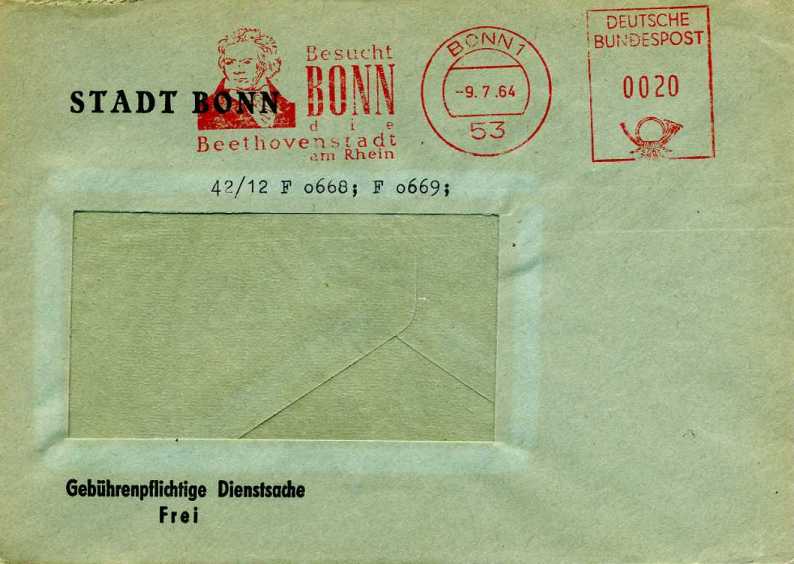 STADT BONN
Besucht
BONN
die
Beethovenstadt
am Rhein
BONN 1
-9.7.64
53
DEUTSCHE
BUNDESPOST
0020
42/12 F 0668; F 0669;
Gebührenpflichtige Dienstsache
Frei